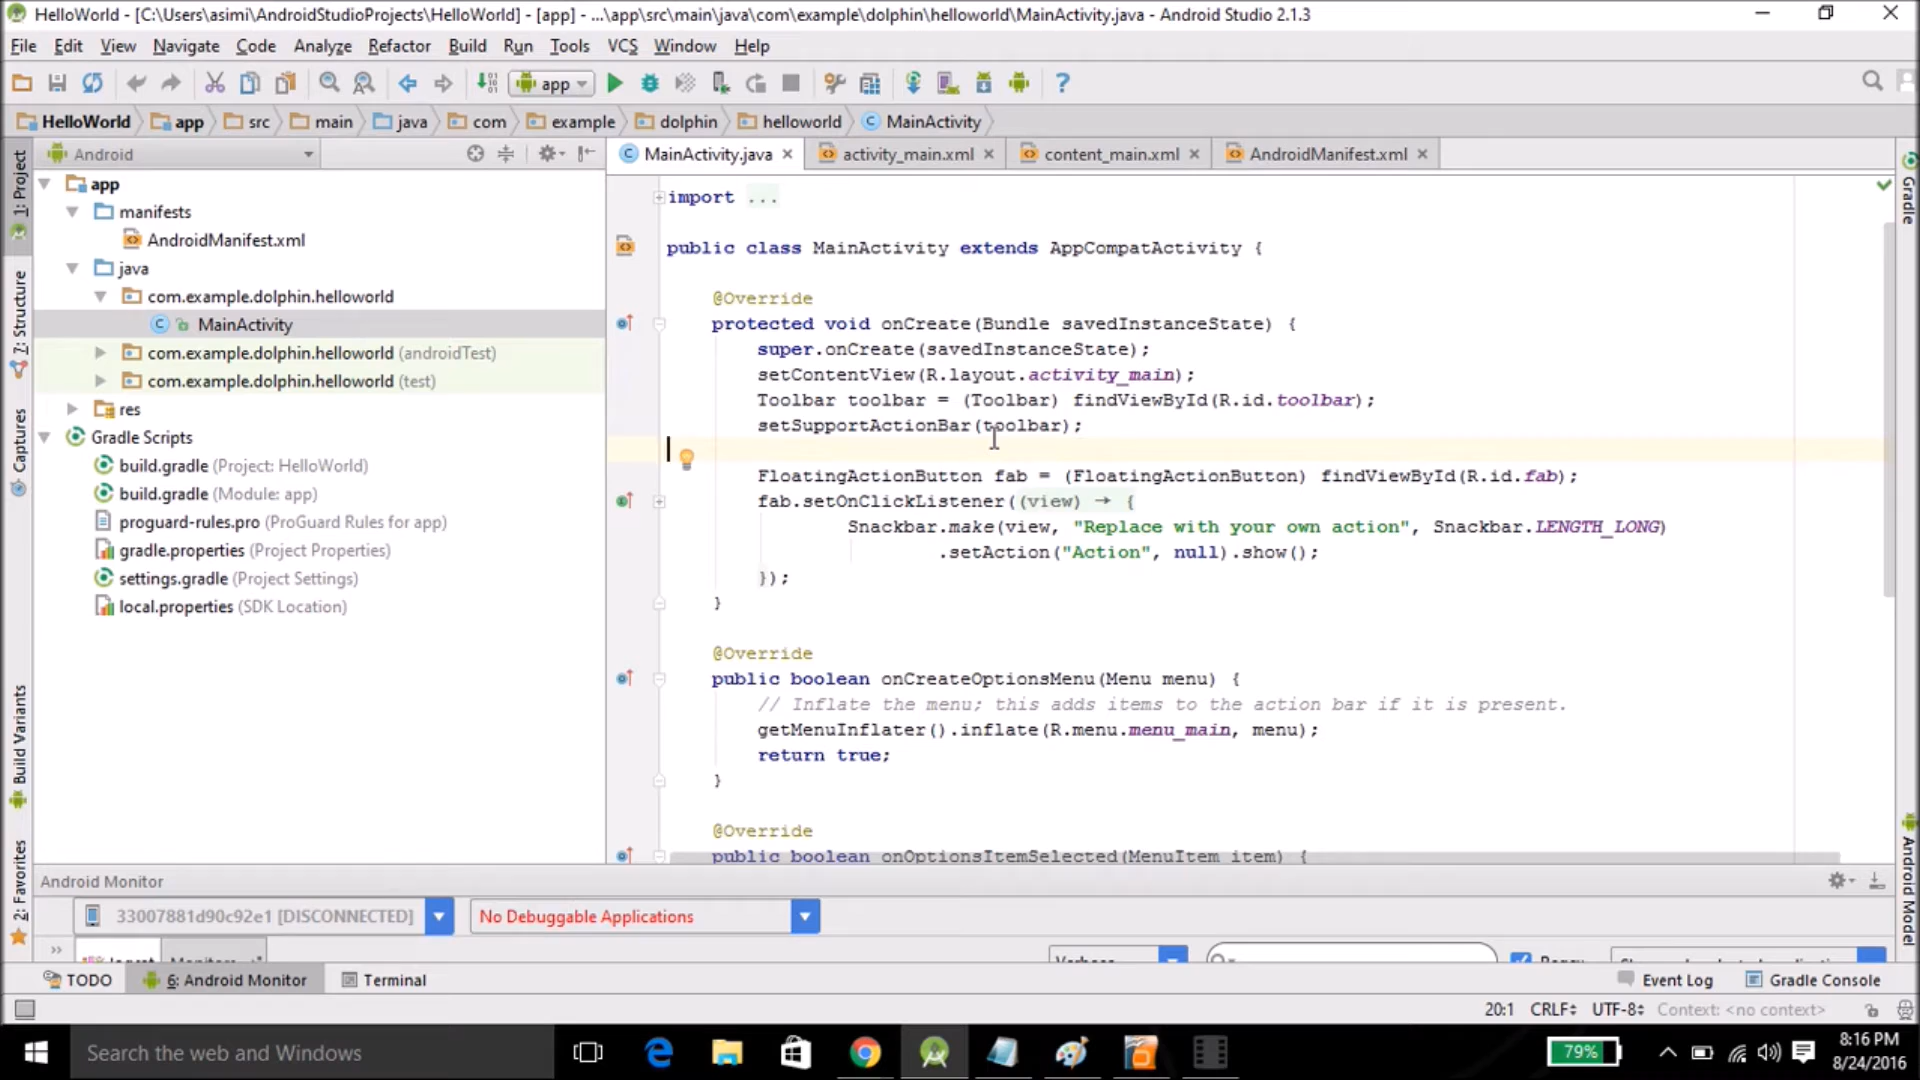 HelloWorld - [C:\Users\asimi\AndroidStudioProjects\HelloWorld] - [app] - ...\app\src\main\java\com\example\dolphin\helloworld\MainActivity.java - Android Studio 2.1.3
File Edit View Navigate Code Analyze Refactor Build Run Tools VCS Window Help
app
HelloWorld app src main java com example dolphin helloworld MainActivity
1: Project
7: Structure
Captures
Build Variants
2: Favorites
Android
app
manifests
AndroidManifest.xml
java
com.example.dolphin.helloworld
MainActivity
com.example.dolphin.helloworld (androidTest)
com.example.dolphin.helloworld (test)
res
Gradle Scripts
build.gradle (Project: HelloWorld)
build.gradle (Module: app)
proguard-rules.pro (ProGuard Rules for app)
gradle.properties (Project Properties)
settings.gradle (Project Settings)
local.properties (SDK Location)
MainActivity.java activity_main.xml content_main.xml AndroidManifest.xml
import ...
public class MainActivity extends AppCompatActivity {
@Override
protected void onCreate(Bundle savedInstanceState) {
super.onCreate(savedInstanceState);
setContentView(R.layout.activity_main);
Toolbar toolbar = (Toolbar) findViewById(R.id.toolbar);
setSupportActionBar(toolbar);
FloatingActionButton fab = (FloatingActionButton) findViewById(R.id.fab);
fab.setOnClickListener((view) → {
Snackbar.make(view, "Replace with your own action", Snackbar.LENGTH_LONG)
.setAction("Action", null).show();
});
}
@Override
public boolean onCreateOptionsMenu(Menu menu) {
// Inflate the menu; this adds items to the action bar if it is present.
getMenuInflater().inflate(R.menu.menu_main, menu);
return true;
}
@Override
public boolean onOptionsItemSelected(MenuItem item) {
Gradle
Android Model
Android Monitor
33007881d90c92e1 [DISCONNECTED] No Debuggable Applications
TODO 6: Android Monitor Terminal Event Log Gradle Console
20:1 CRLF UTF-8 Context: <no context>
Search the web and Windows
79%
8:16 PM
8/24/2016